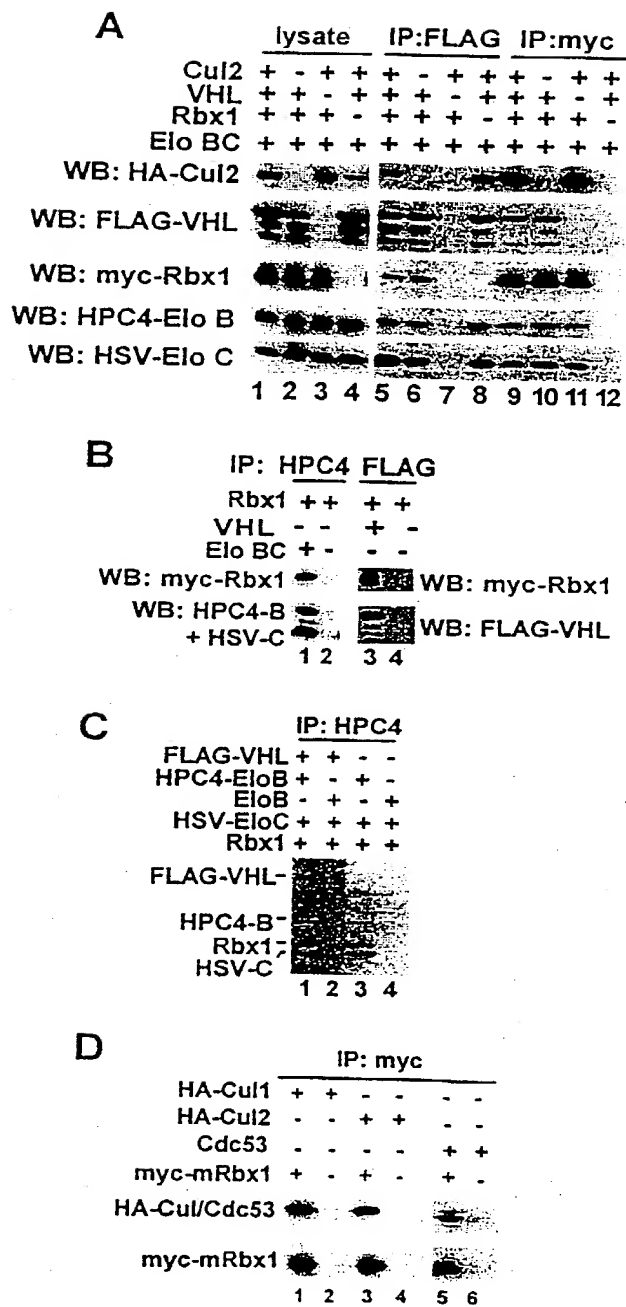 A
lysate IP:FLAG IP:myc
Cul2 + - + + + - + + + - + +
VHL + + - + + + - + + + - +
Rbx1 + + + - + + + - + + + -
Elo BC + + + + + + + + + + + +
WB: HA-Cul2
WB: FLAG-VHL
WB: myc-Rbx1
WB: HPC4-Elo B
WB: HSV-Elo C
1 2 3 4 5 6 7 8 9 10 11 12
B
IP: HPC4 FLAG
Rbx1 + + + +
VHL - - + -
Elo BC + - - -
WB: myc-Rbx1 WB: myc-Rbx1
WB: HPC4-B
+ HSV-C WB: FLAG-VHL
1 2 3 4
C
IP: HPC4
FLAG-VHL + + - -
HPC4-EloB + - + -
EloB - + - +
HSV-EloC + + + +
Rbx1 + + + +
FLAG-VHL-
HPC4-B-
Rbx1-
HSV-C
1 2 3 4
D
IP: myc
HA-Cul1 + + - - - -
HA-Cul2 - - + + - -
Cdc53 - - - - + +
myc-mRbx1 + - + - + -
HA-Cul/Cdc53
myc-mRbx1
1 2 3 4 5 6